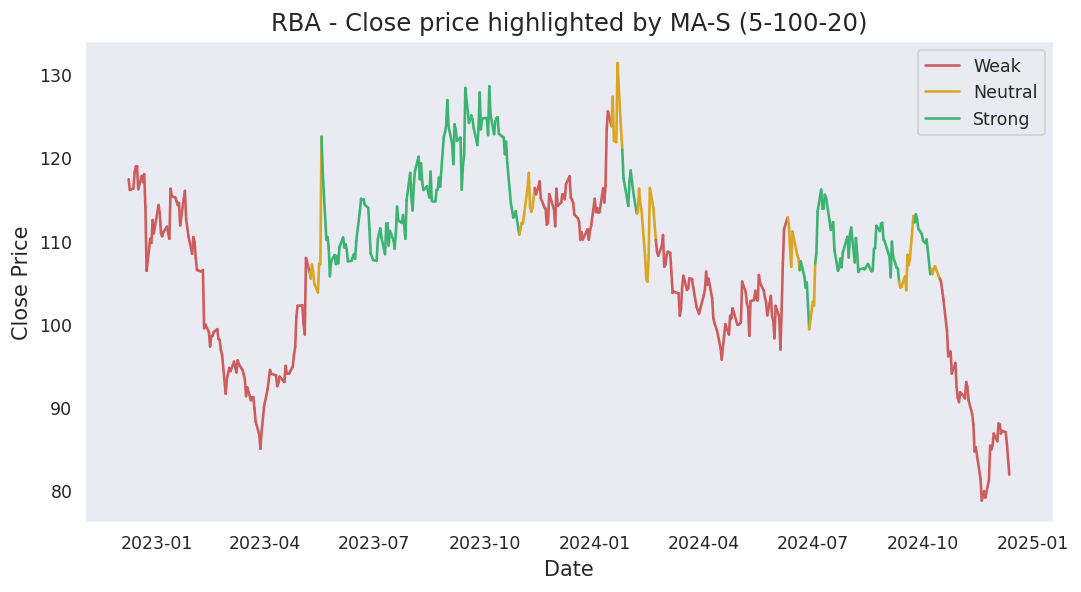 RBA - Close price highlighted by MA-S (5-100-20)
Weak
Neutral
Strong
Close Price
130
120
110
100
90
80
2023-01 2023-04 2023-07 2023-10 2024-01 2024-04 2024-07 2024-10 2025-01
Date